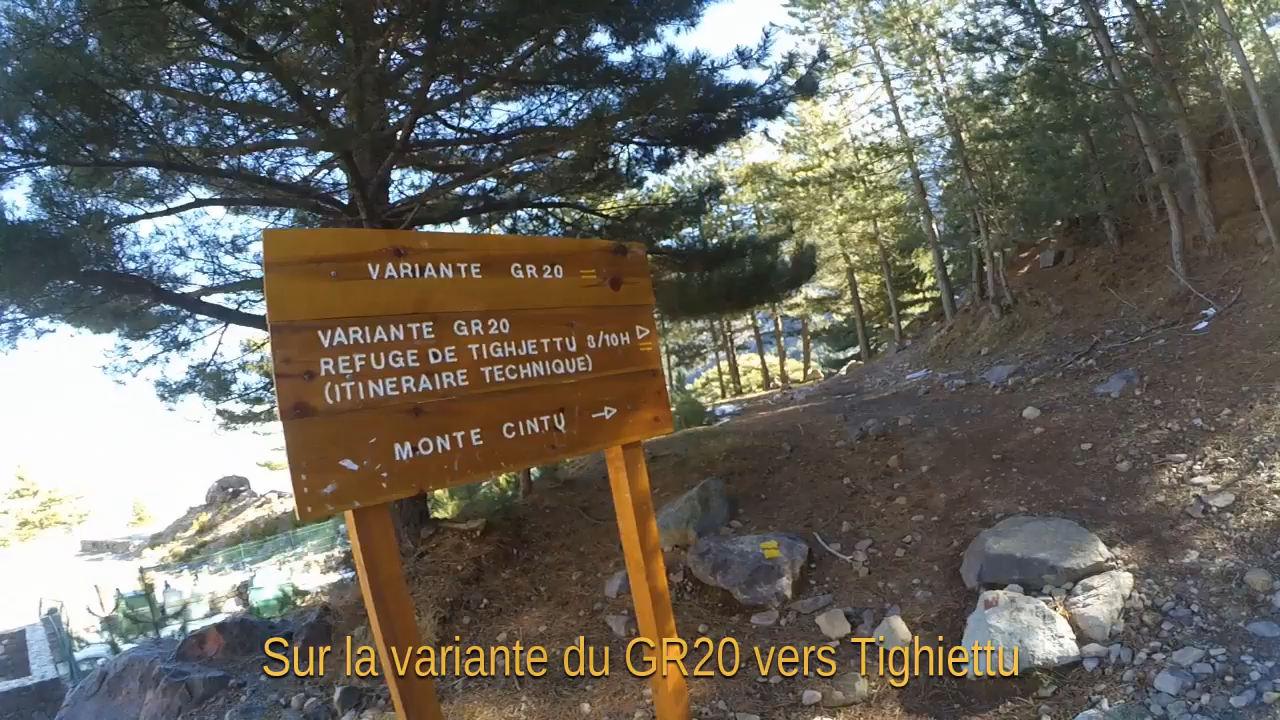 VARIANTE GR20
VARIANTE GR20
REFUGE DE TIGHJETTU 8/10H
(ITINERAIRE TECHNIQUE)
MONTE CINTU
Sur la variante du GR20 vers Tighiettu